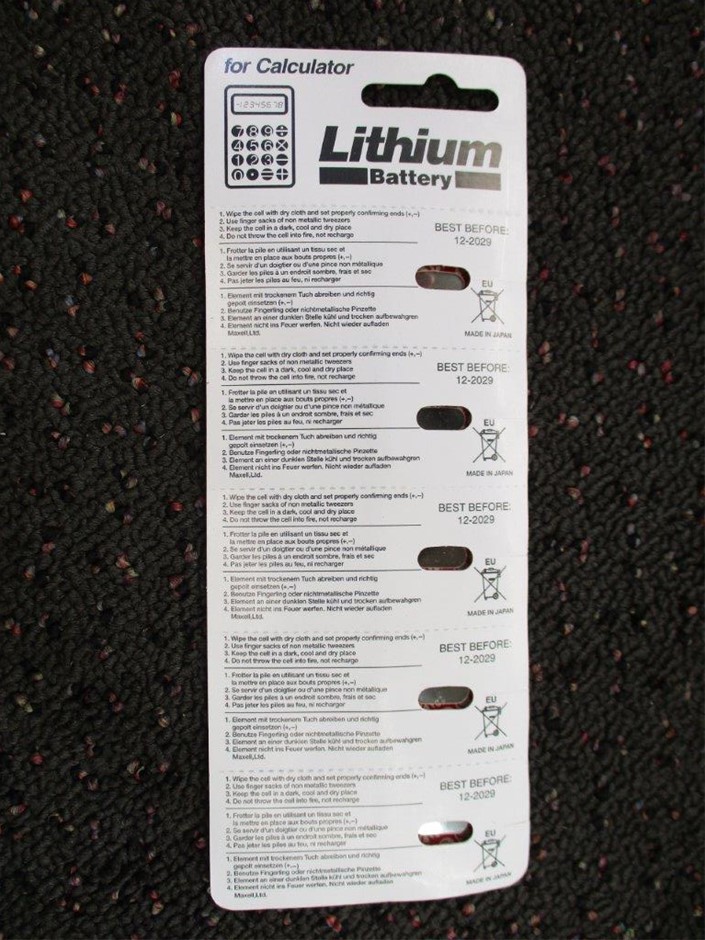 for Calculator
-12345678
789÷
456×
123−
0•=+
Lithium
Battery
1. Wipe the cell with dry cloth and set properly confirming ends (+,−)
2. Use finger sacks of non metallic tweezers
3. Keep the cell in a dark, cool and dry place
4. Do not throw the cell into fire, not recharge
BEST BEFORE:
12-2029
1. Frotter la pile en utilisant un tissu sec et
la mettre en place aux bouts propres (+,−)
2. Se servir d'un doigtier ou d'une pince non métallique
3. Garder les piles à un endroit sombre, frais et sec
4. Pas jeter les piles au feu, ni recharger
EU
1. Element mit trockenem Tuch abreiben und richtig
gepolt einsetzen (+,−)
2. Benutze Fingerling oder nichtmetallische Pinzette
3. Element an einer dunklen Stelle kühl und trocken aufbewahren
4. Element nicht ins Feuer werfen. Nicht wieder aufladen
Maxell,Ltd.
MADE IN JAPAN
1. Wipe the cell with dry cloth and set properly confirming ends (+,−)
2. Use finger sacks of non metallic tweezers
3. Keep the cell in a dark, cool and dry place
4. Do not throw the cell into fire, not recharge
BEST BEFORE:
12-2029
1. Frotter la pile en utilisant un tissu sec et
la mettre en place aux bouts propres (+,−)
2. Se servir d'un doigtier ou d'une pince non métallique
3. Garder les piles à un endroit sombre, frais et sec
4. Pas jeter les piles au feu, ni recharger
EU
1. Element mit trockenem Tuch abreiben und richtig
gepolt einsetzen (+,−)
2. Benutze Fingerling oder nichtmetallische Pinzette
3. Element an einer dunklen Stelle kühl und trocken aufbewahren
4. Element nicht ins Feuer werfen. Nicht wieder aufladen
Maxell,Ltd.
MADE IN JAPAN
1. Wipe the cell with dry cloth and set properly confirming ends (+,−)
2. Use finger sacks of non metallic tweezers
3. Keep the cell in a dark, cool and dry place
4. Do not throw the cell into fire, not recharge
BEST BEFORE:
12-2029
1. Frotter la pile en utilisant un tissu sec et
la mettre en place aux bouts propres (+,−)
2. Se servir d'un doigtier ou d'une pince non métallique
3. Garder les piles à un endroit sombre, frais et sec
4. Pas jeter les piles au feu, ni recharger
EU
1. Element mit trockenem Tuch abreiben und richtig
gepolt einsetzen (+,−)
2. Benutze Fingerling oder nichtmetallische Pinzette
3. Element an einer dunklen Stelle kühl und trocken aufbewahren
4. Element nicht ins Feuer werfen. Nicht wieder aufladen
Maxell,Ltd.
MADE IN JAPAN
1. Wipe the cell with dry cloth and set properly confirming ends (+,−)
2. Use finger sacks of non metallic tweezers
3. Keep the cell in a dark, cool and dry place
4. Do not throw the cell into fire, not recharge
BEST BEFORE:
12-2029
1. Frotter la pile en utilisant un tissu sec et
la mettre en place aux bouts propres (+,−)
2. Se servir d'un doigtier ou d'une pince non métallique
3. Garder les piles à un endroit sombre, frais et sec
4. Pas jeter les piles au feu, ni recharger
EU
1. Element mit trockenem Tuch abreiben und richtig
gepolt einsetzen (+,−)
2. Benutze Fingerling oder nichtmetallische Pinzette
3. Element an einer dunklen Stelle kühl und trocken aufbewahren
4. Element nicht ins Feuer werfen. Nicht wieder aufladen
Maxell,Ltd.
MADE IN JAPAN
1. Wipe the cell with dry cloth and set properly confirming ends (+,−)
2. Use finger sacks of non metallic tweezers
3. Keep the cell in a dark, cool and dry place
4. Do not throw the cell into fire, not recharge
BEST BEFORE:
12-2029
1. Frotter la pile en utilisant un tissu sec et
la mettre en place aux bouts propres (+,−)
2. Se servir d'un doigtier ou d'une pince non métallique
3. Garder les piles à un endroit sombre, frais et sec
4. Pas jeter les piles au feu, ni recharger
EU
1. Element mit trockenem Tuch abreiben und richtig
gepolt einsetzen (+,−)
2. Benutze Fingerling oder nichtmetallische Pinzette
3. Element an einer dunklen Stelle kühl und trocken aufbewahren
4. Element nicht ins Feuer werfen. Nicht wieder aufladen
Maxell,Ltd.
MADE IN JAPAN